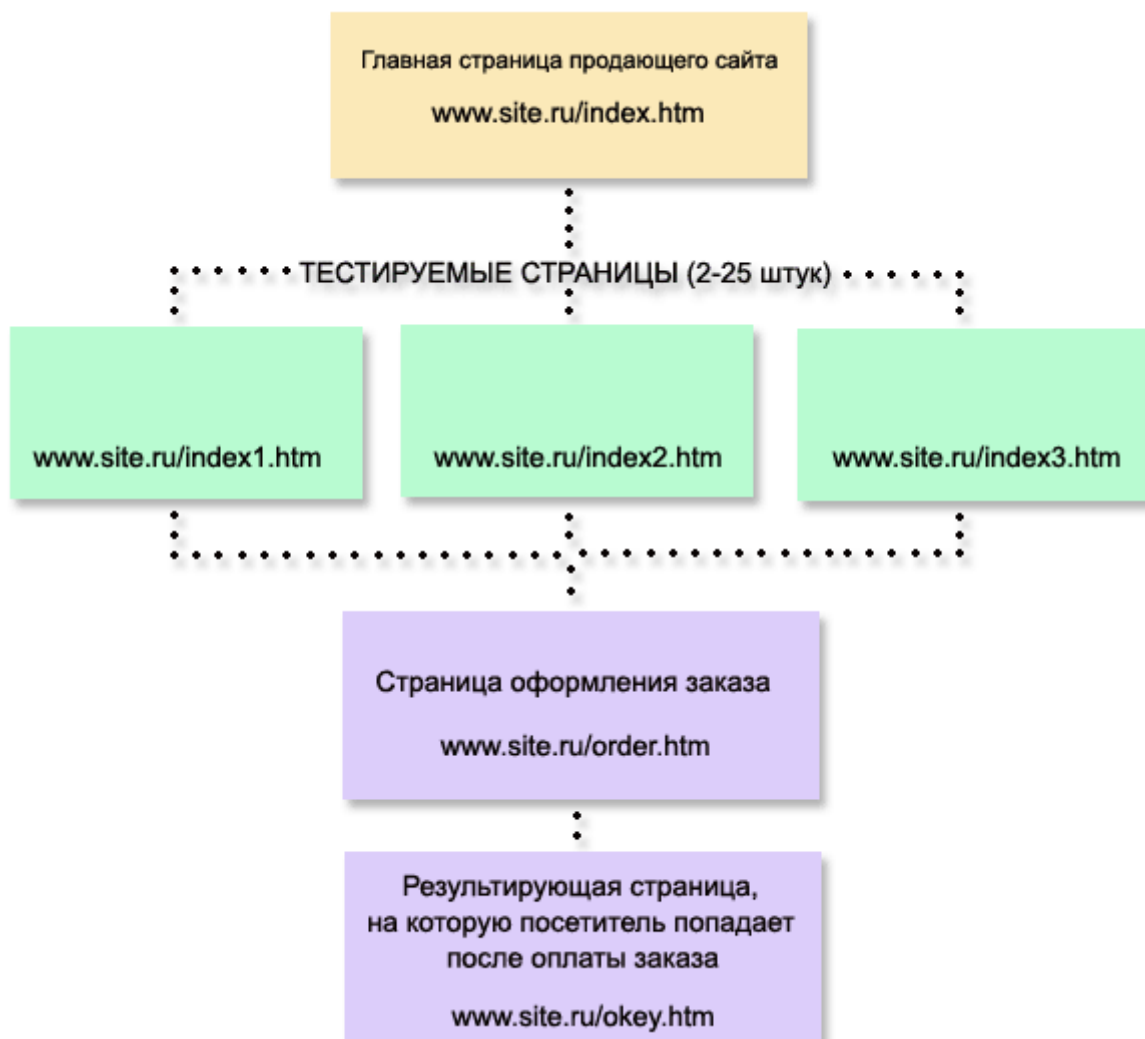 Главная страница продающего сайта
www.site.ru/index.htm
ТЕСТИРУЕМЫЕ СТРАНИЦЫ (2-25 штук)
www.site.ru/index1.htm
www.site.ru/index2.htm
www.site.ru/index3.htm
Страница оформления заказа
www.site.ru/order.htm
Результирующая страница,
на которую посетитель попадает
после оплаты заказа
www.site.ru/okey.htm